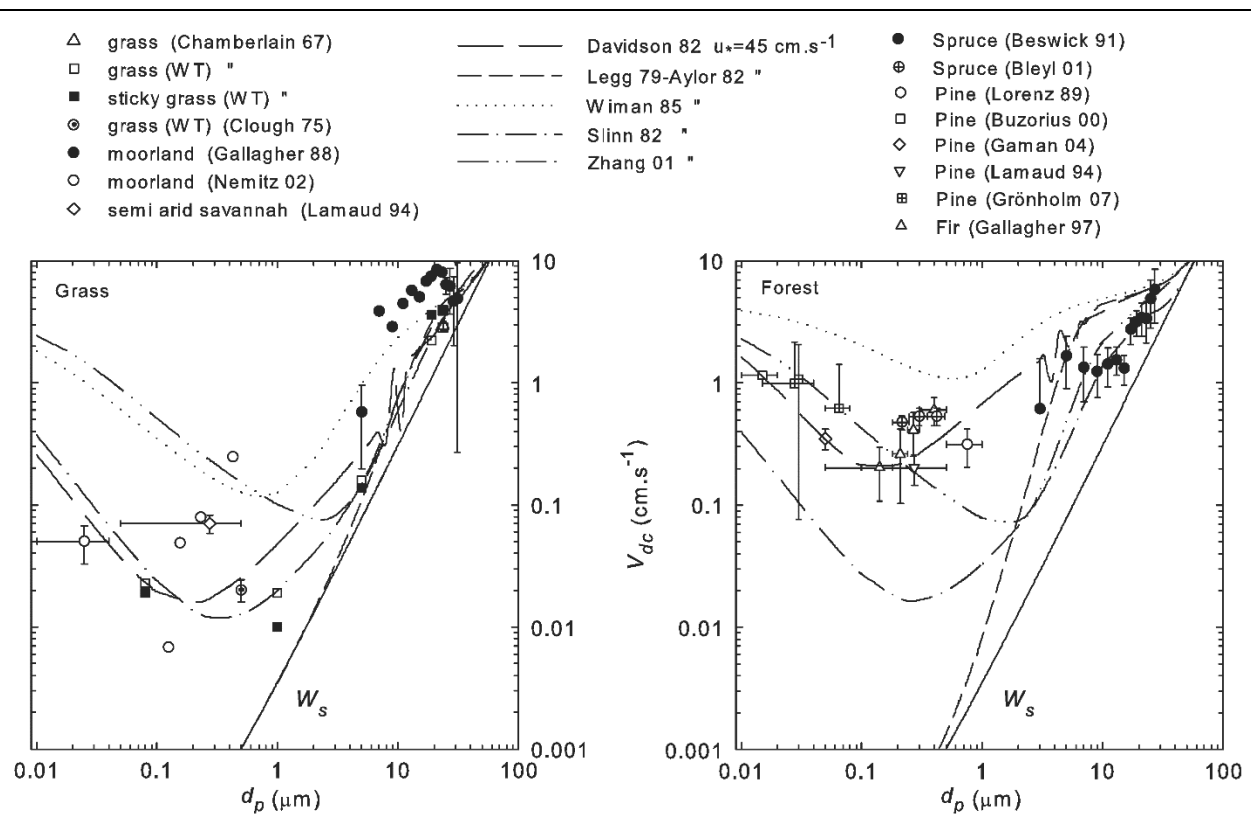 grass (Chamberlain 67)
grass (WT) "
sticky grass (WT) "
grass (WT) (Clough 75)
moorland (Gallagher 88)
moorland (Nemitz 02)
semi arid savannah (Lamaud 94)
Davidson 82 u*=45 cm.s-1
Legg 79-Aylor 82 "
Wiman 85 "
Slinn 82 "
Zhang 01 "
Spruce (Beswick 91)
Spruce (Bleyl 01)
Pine (Lorenz 89)
Pine (Buzorius 00)
Pine (Gaman 04)
Pine (Lamaud 94)
Pine (Grönholm 07)
Fir (Gallagher 97)
Grass
10
1
0.1
0.01
0.001
Ws
0.01 0.1 1 10 100
dp (μm)
Vdc (cm.s-1)
Forest
10
1
0.1
0.01
0.001
Ws
0.01 0.1 1 10 100
dp (μm)